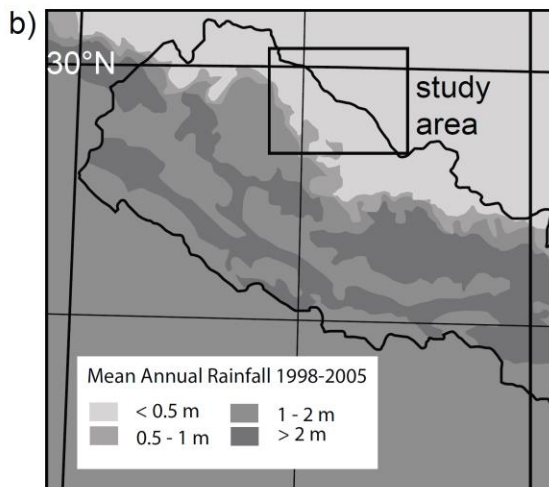 b)
30°N
study
area
Mean Annual Rainfall 1998-2005
< 0.5 m
1 - 2 m
0.5 - 1 m
> 2 m